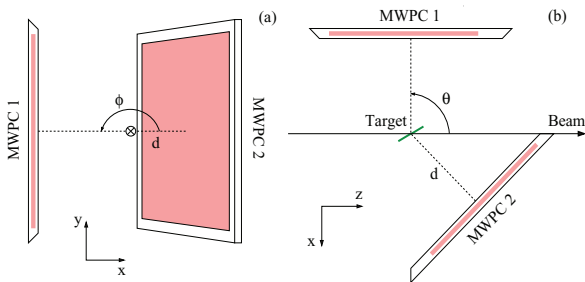 (a)
MWPC 1
ϕ
d
MWPC 2
y
x
(b)
MWPC 1
θ
Target
Beam
d
MWPC 2
z
x